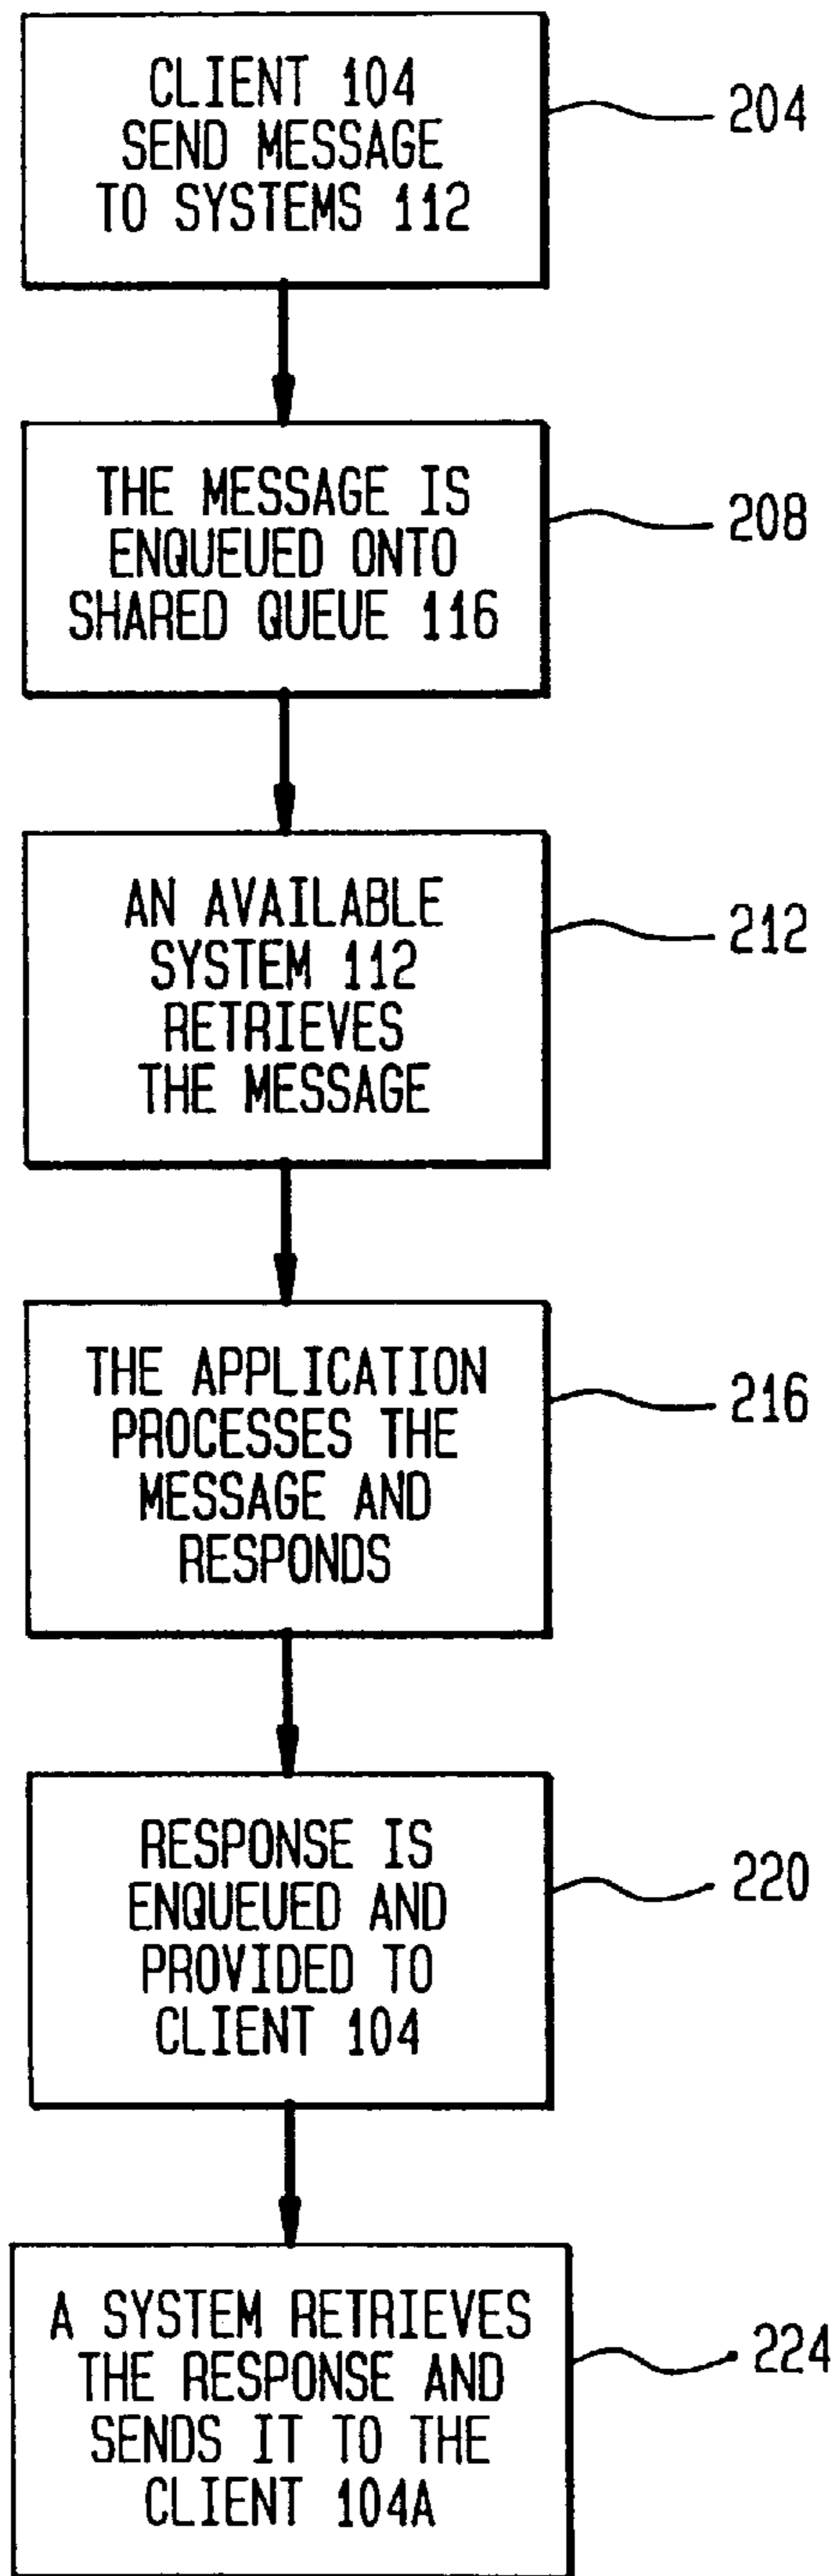 CLIENT 104
SEND MESSAGE
TO SYSTEMS 112
204
THE MESSAGE IS
ENQUEUED ONTO
SHARED QUEUE 116
208
AN AVAILABLE
SYSTEM 112
RETRIEVES
THE MESSAGE
212
THE APPLICATION
PROCESSES THE
MESSAGE AND
RESPONDS
216
RESPONSE IS
ENQUEUED AND
PROVIDED TO
CLIENT 104
220
A SYSTEM RETRIEVES
THE RESPONSE AND
SENDS IT TO THE
CLIENT 104A
224